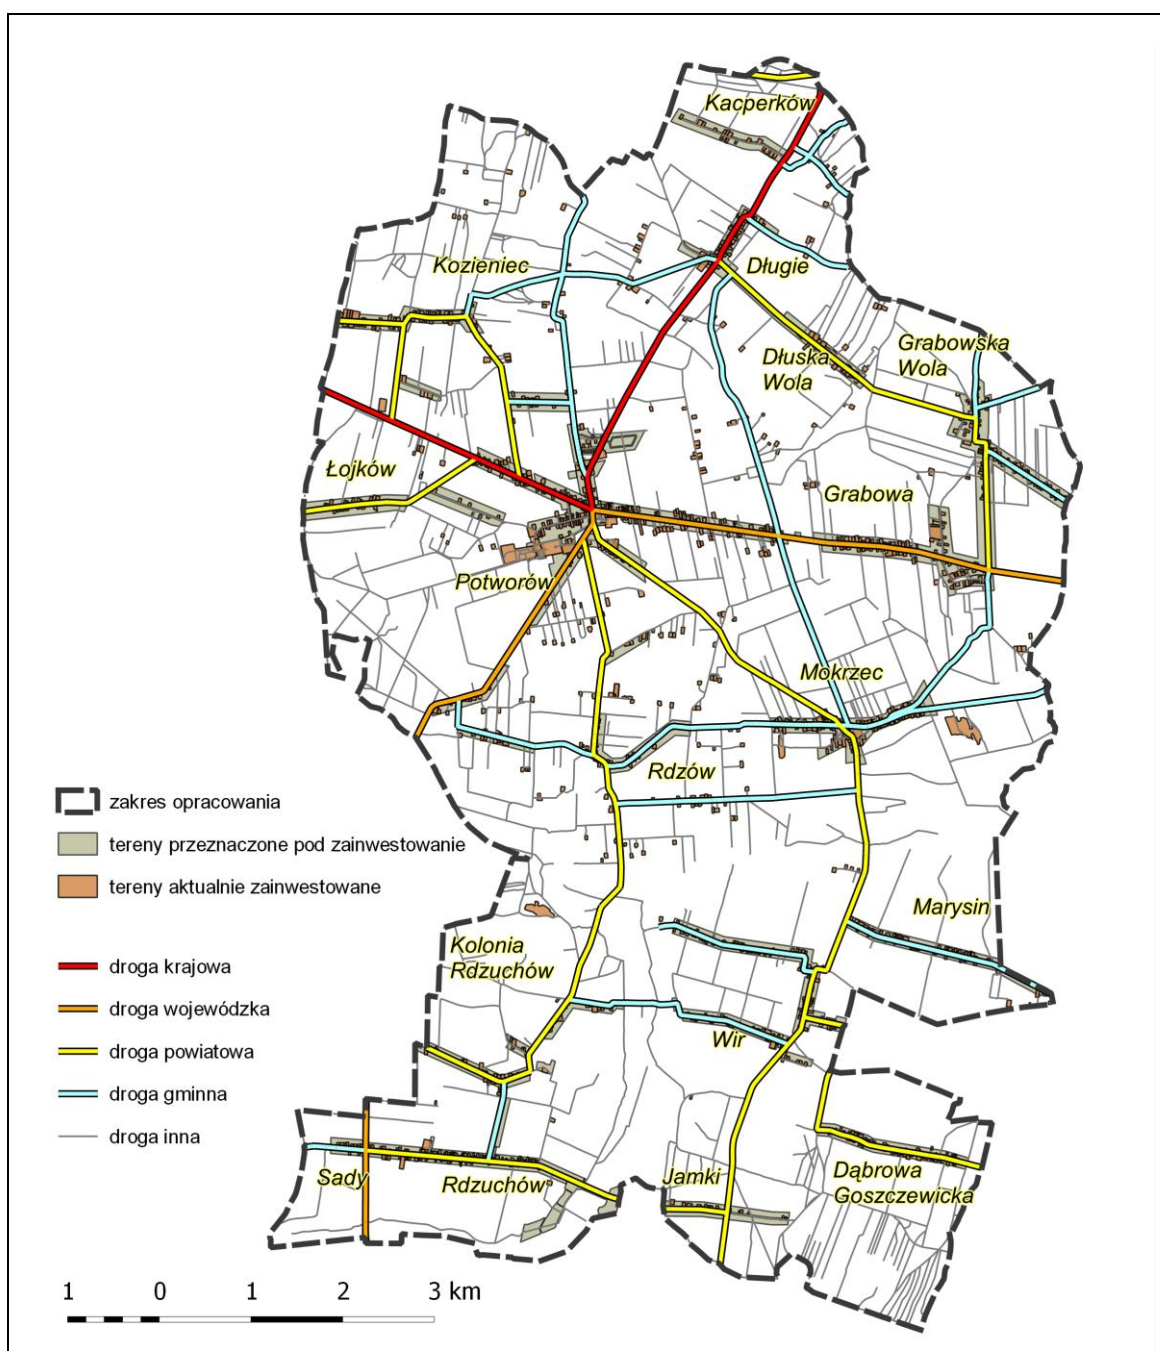 Kacperków
Kozieniec
Długie
Grabowska
Wola
Dłuska
Wola
Łojków
Grabowa
Potworów
Mokrzec
Rdzów
zakres opracowania
tereny przeznaczone pod zainwestowanie
tereny aktualnie zainwestowane
Marysin
Kolonia
Rdzuchów
droga krajowa
droga wojewódzka
droga powiatowa
droga gminna
droga inna
Wir
Sady
Rdzuchów
Jamki
Dąbrowa
Goszczewicka
1 0 1 2 3 km